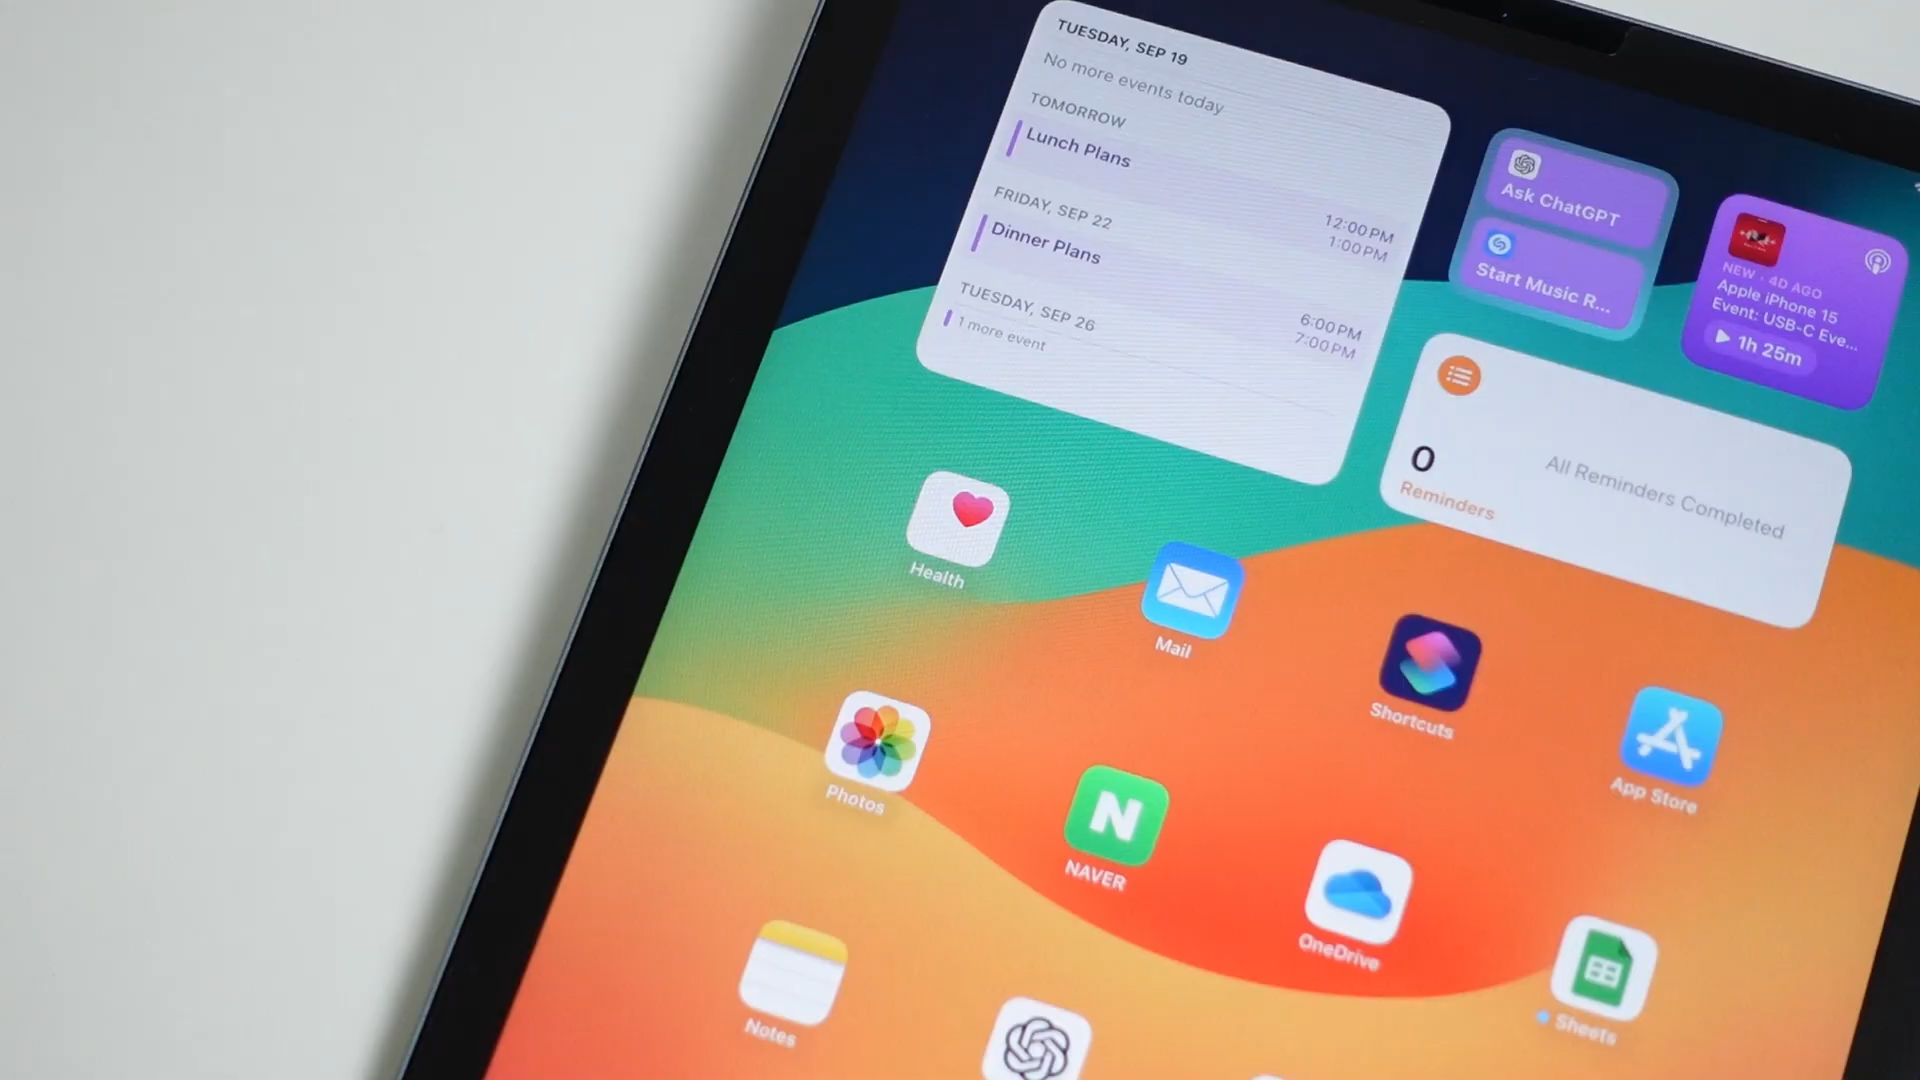 TUESDAY, SEP 19
No more events today
TOMORROW
Lunch Plans
12:00 PM
1:00 PM
FRIDAY, SEP 22
Dinner Plans
6:00 PM
7:00 PM
TUESDAY, SEP 26
1 more event
Ask ChatGPT
Start Music R...
NEW · 4D AGO
Apple iPhone 15
Event: USB-C Eve...
1h 25m
0
Reminders
All Reminders Completed
Health
Mail
Shortcuts
App Store
Photos
N
NAVER
OneDrive
Sheets
Notes